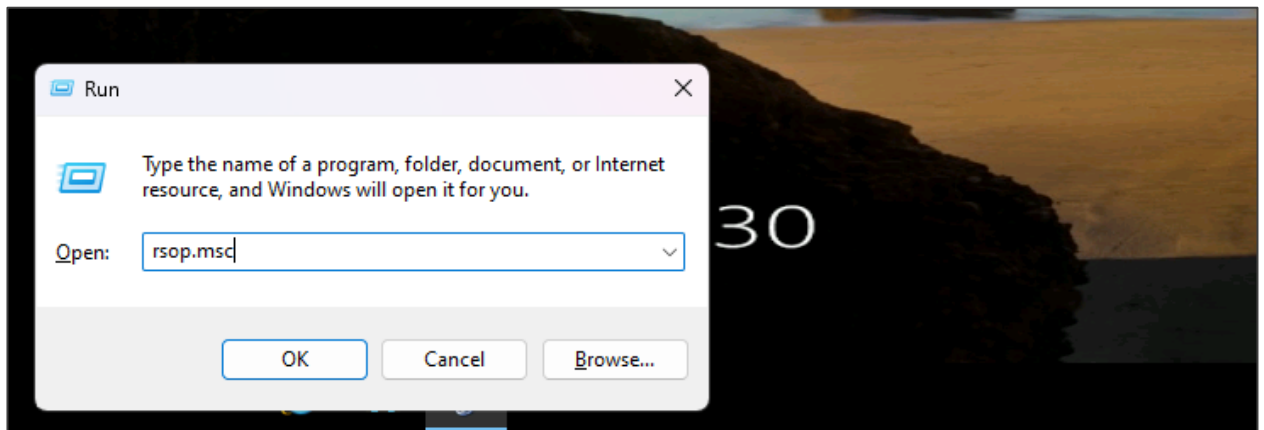 Run
Type the name of a program, folder, document, or Internet
resource, and Windows will open it for you.
Open:
rsop.msc
30
OK
Cancel
Browse...